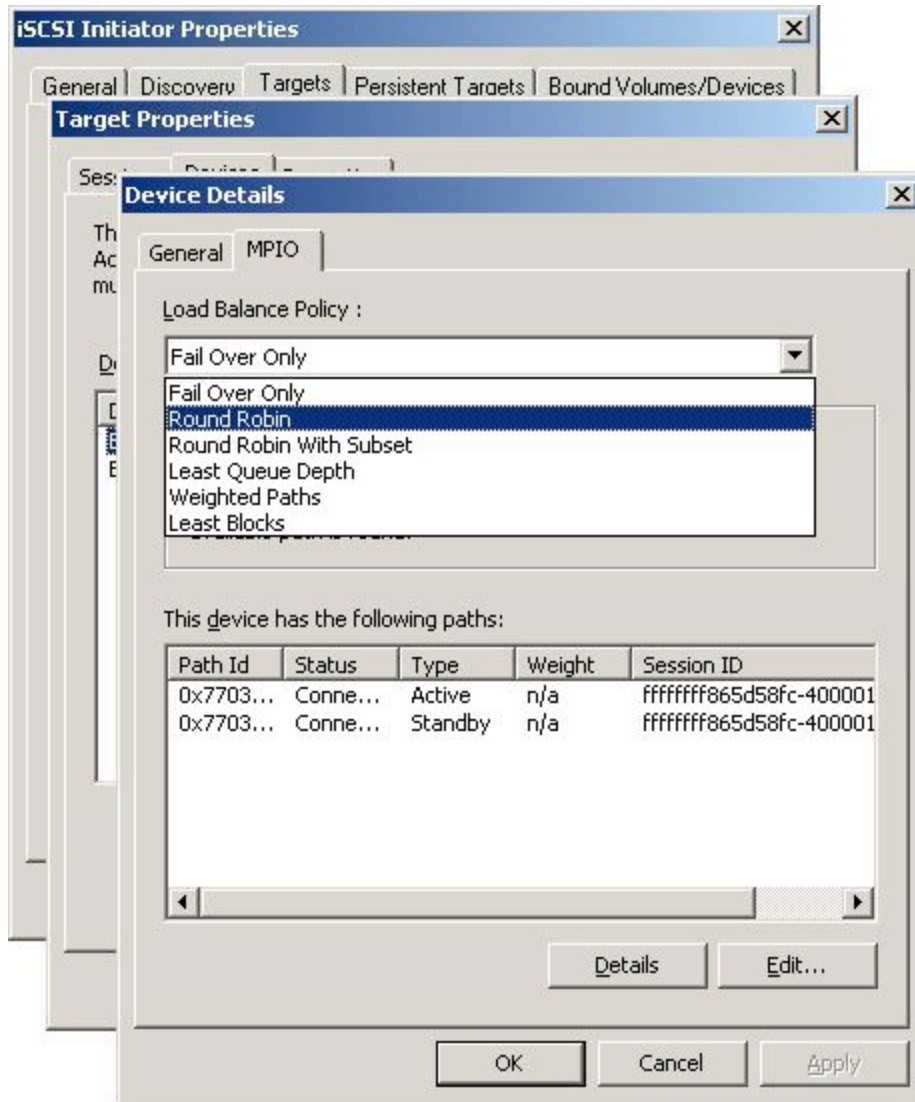 iSCSI Initiator Properties
General Discovery Targets Persistent Targets Bound Volumes/Devices
Target Properties
Device Details
General MPIO
Load Balance Policy :
Fail Over Only
Fail Over Only
Round Robin
Round Robin With Subset
Least Queue Depth
Weighted Paths
Least Blocks
This device has the following paths:
Path Id Status Type Weight Session ID
0x7703... Conne... Active n/a ffffffff865d58fc-400001
0x7703... Conne... Standby n/a ffffffff865d58fc-400001
Details Edit...
OK Cancel Apply